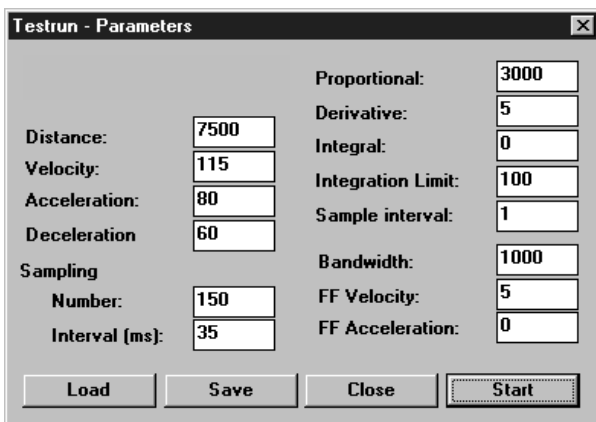 Testrun - Parameters
Distance: 7500
Velocity: 115
Acceleration: 80
Deceleration 60
Sampling
Number: 150
Interval (ms): 35
Proportional: 3000
Derivative: 5
Integral: 0
Integration Limit: 100
Sample interval: 1
Bandwidth: 1000
FF Velocity: 5
FF Acceleration: 0
Load Save Close Start